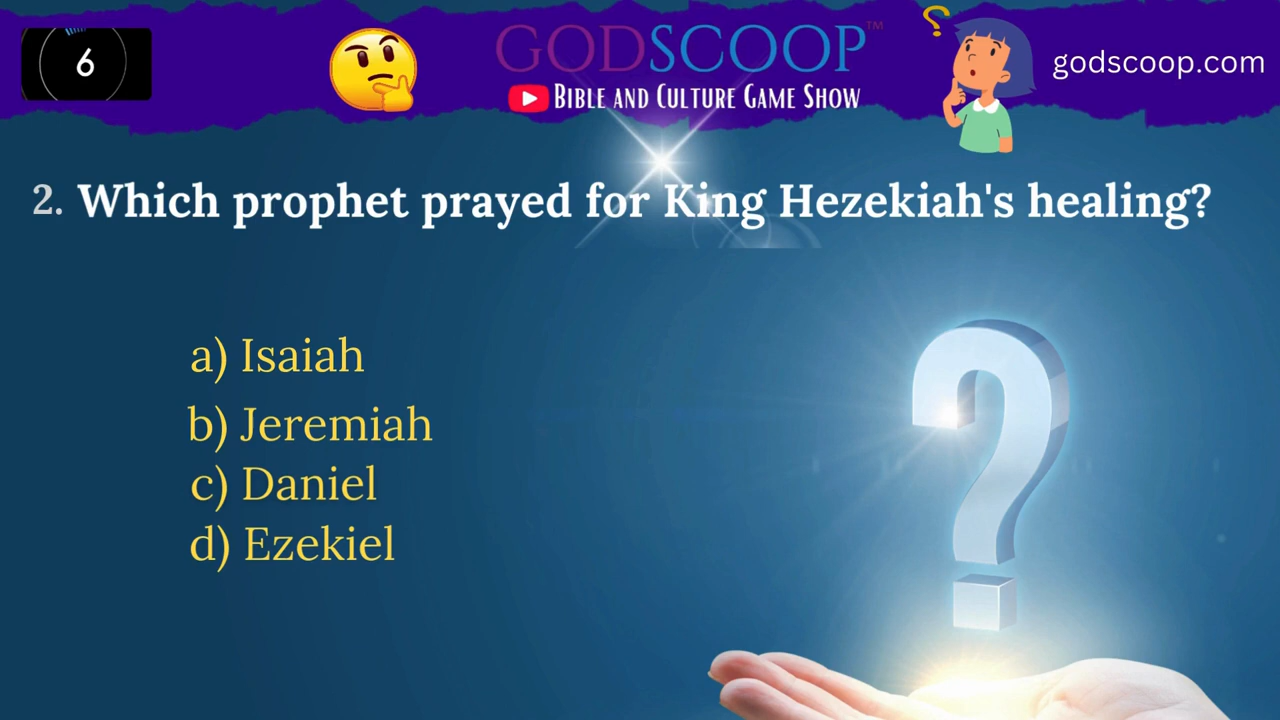 6
GODSCOOP™
BIBLE AND CULTURE GAME SHOW
godscoop.com
2. Which prophet prayed for King Hezekiah's healing?
a) Isaiah
b) Jeremiah
c) Daniel
d) Ezekiel